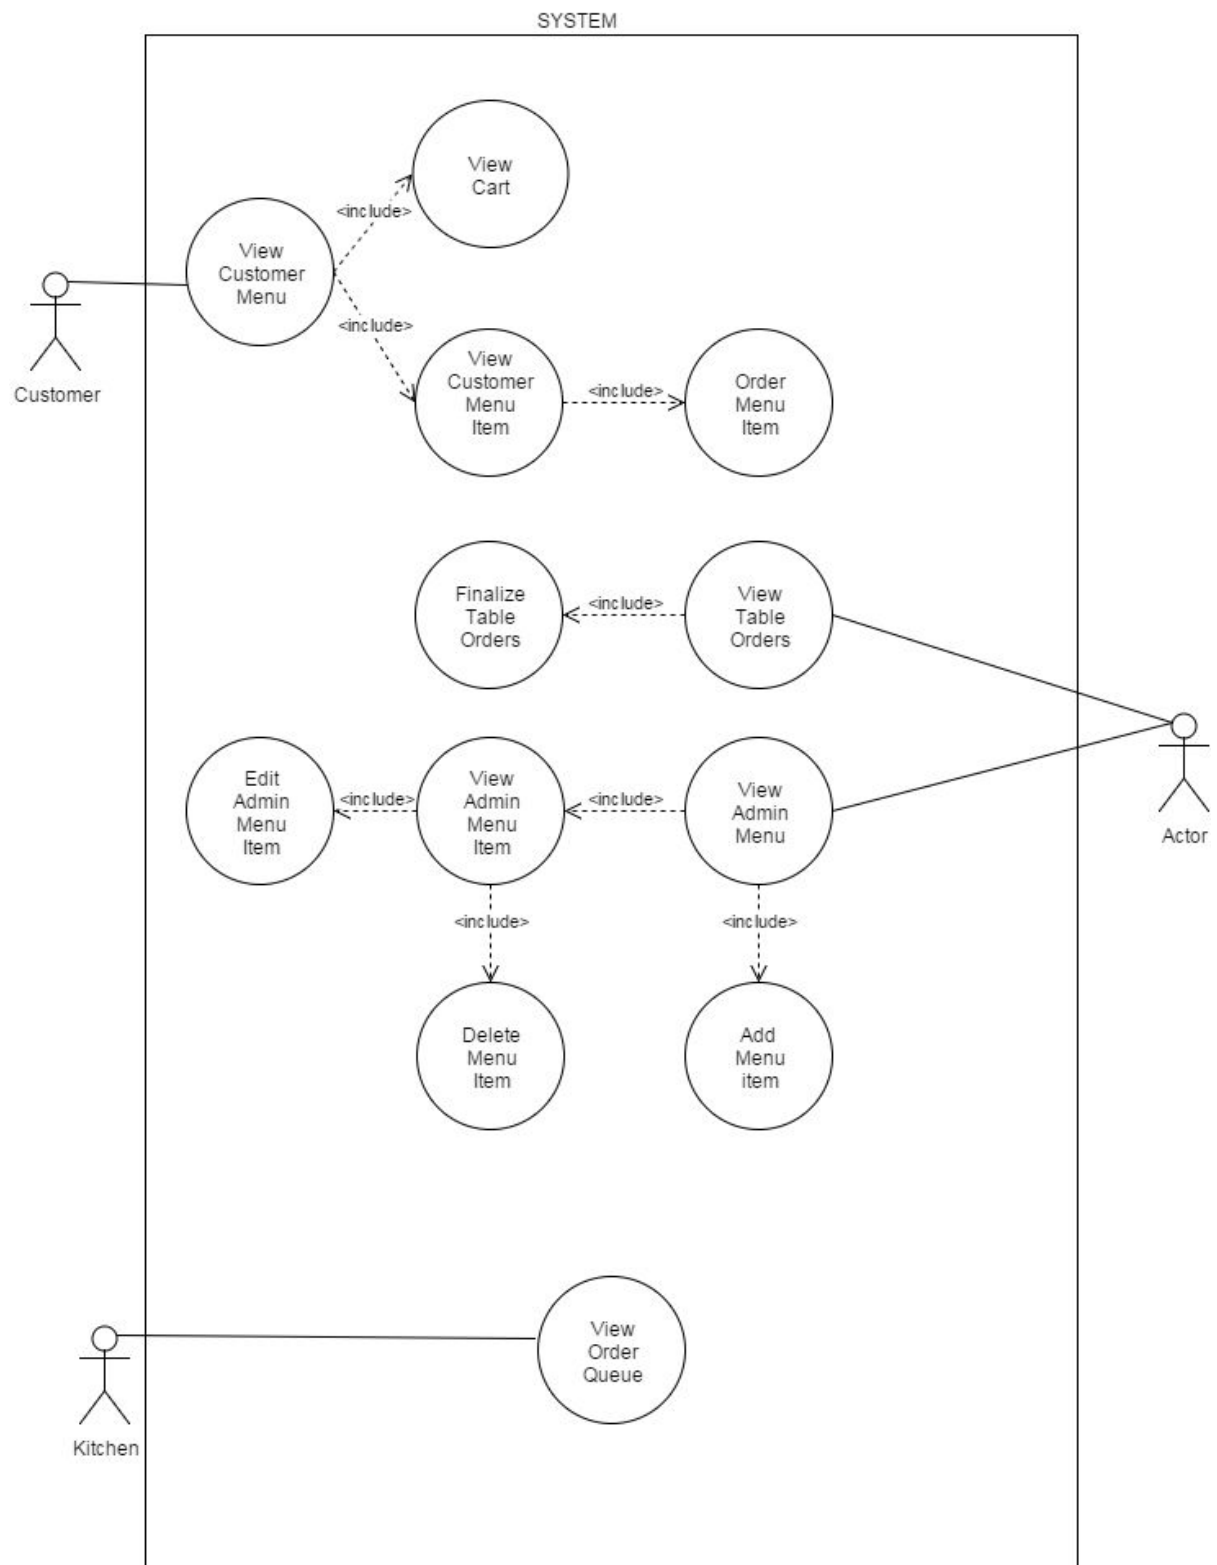 SYSTEM
View
Cart
<include>
View
Customer
Menu
<include>
Customer
View
Customer
Menu
Item
<include>
Order
Menu
Item
Finalize
Table
Orders
<include>
View
Table
Orders
Edit
Admin
Menu
Item
<include>
View
Admin
Menu
Item
<include>
View
Admin
Menu
Actor
<include>
<include>
Delete
Menu
Item
Add
Menu
item
View
Order
Queue
Kitchen